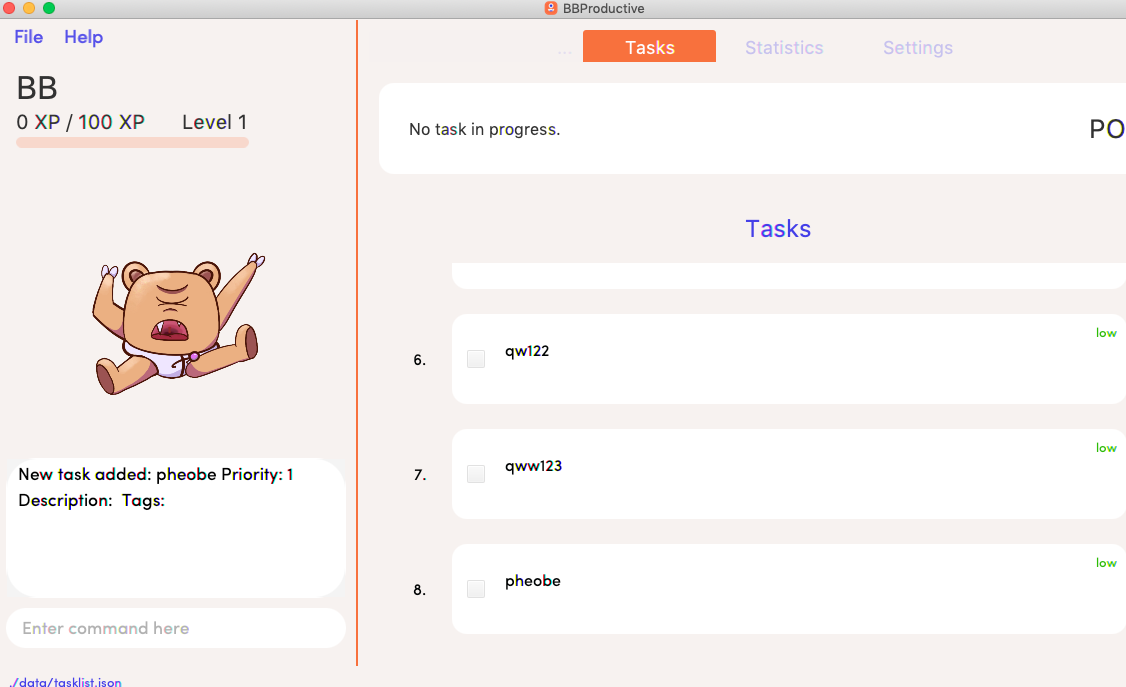 BBProductive
File Help
BB
0 XP / 100 XP Level 1
New task added: pheobe Priority: 1
Description: Tags:
Enter command here
./data/tasklist.json
... Tasks Statistics Settings
No task in progress. PO
Tasks
6. qw122 low
7. qww123 low
8. pheobe low